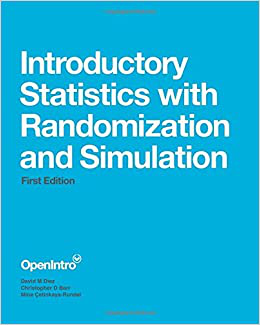 Introductory
Statistics with
Randomization
and Simulation
First Edition
OpenIntro
David M Diez
Christopher D Barr
Mine Çetinkaya-Rundel